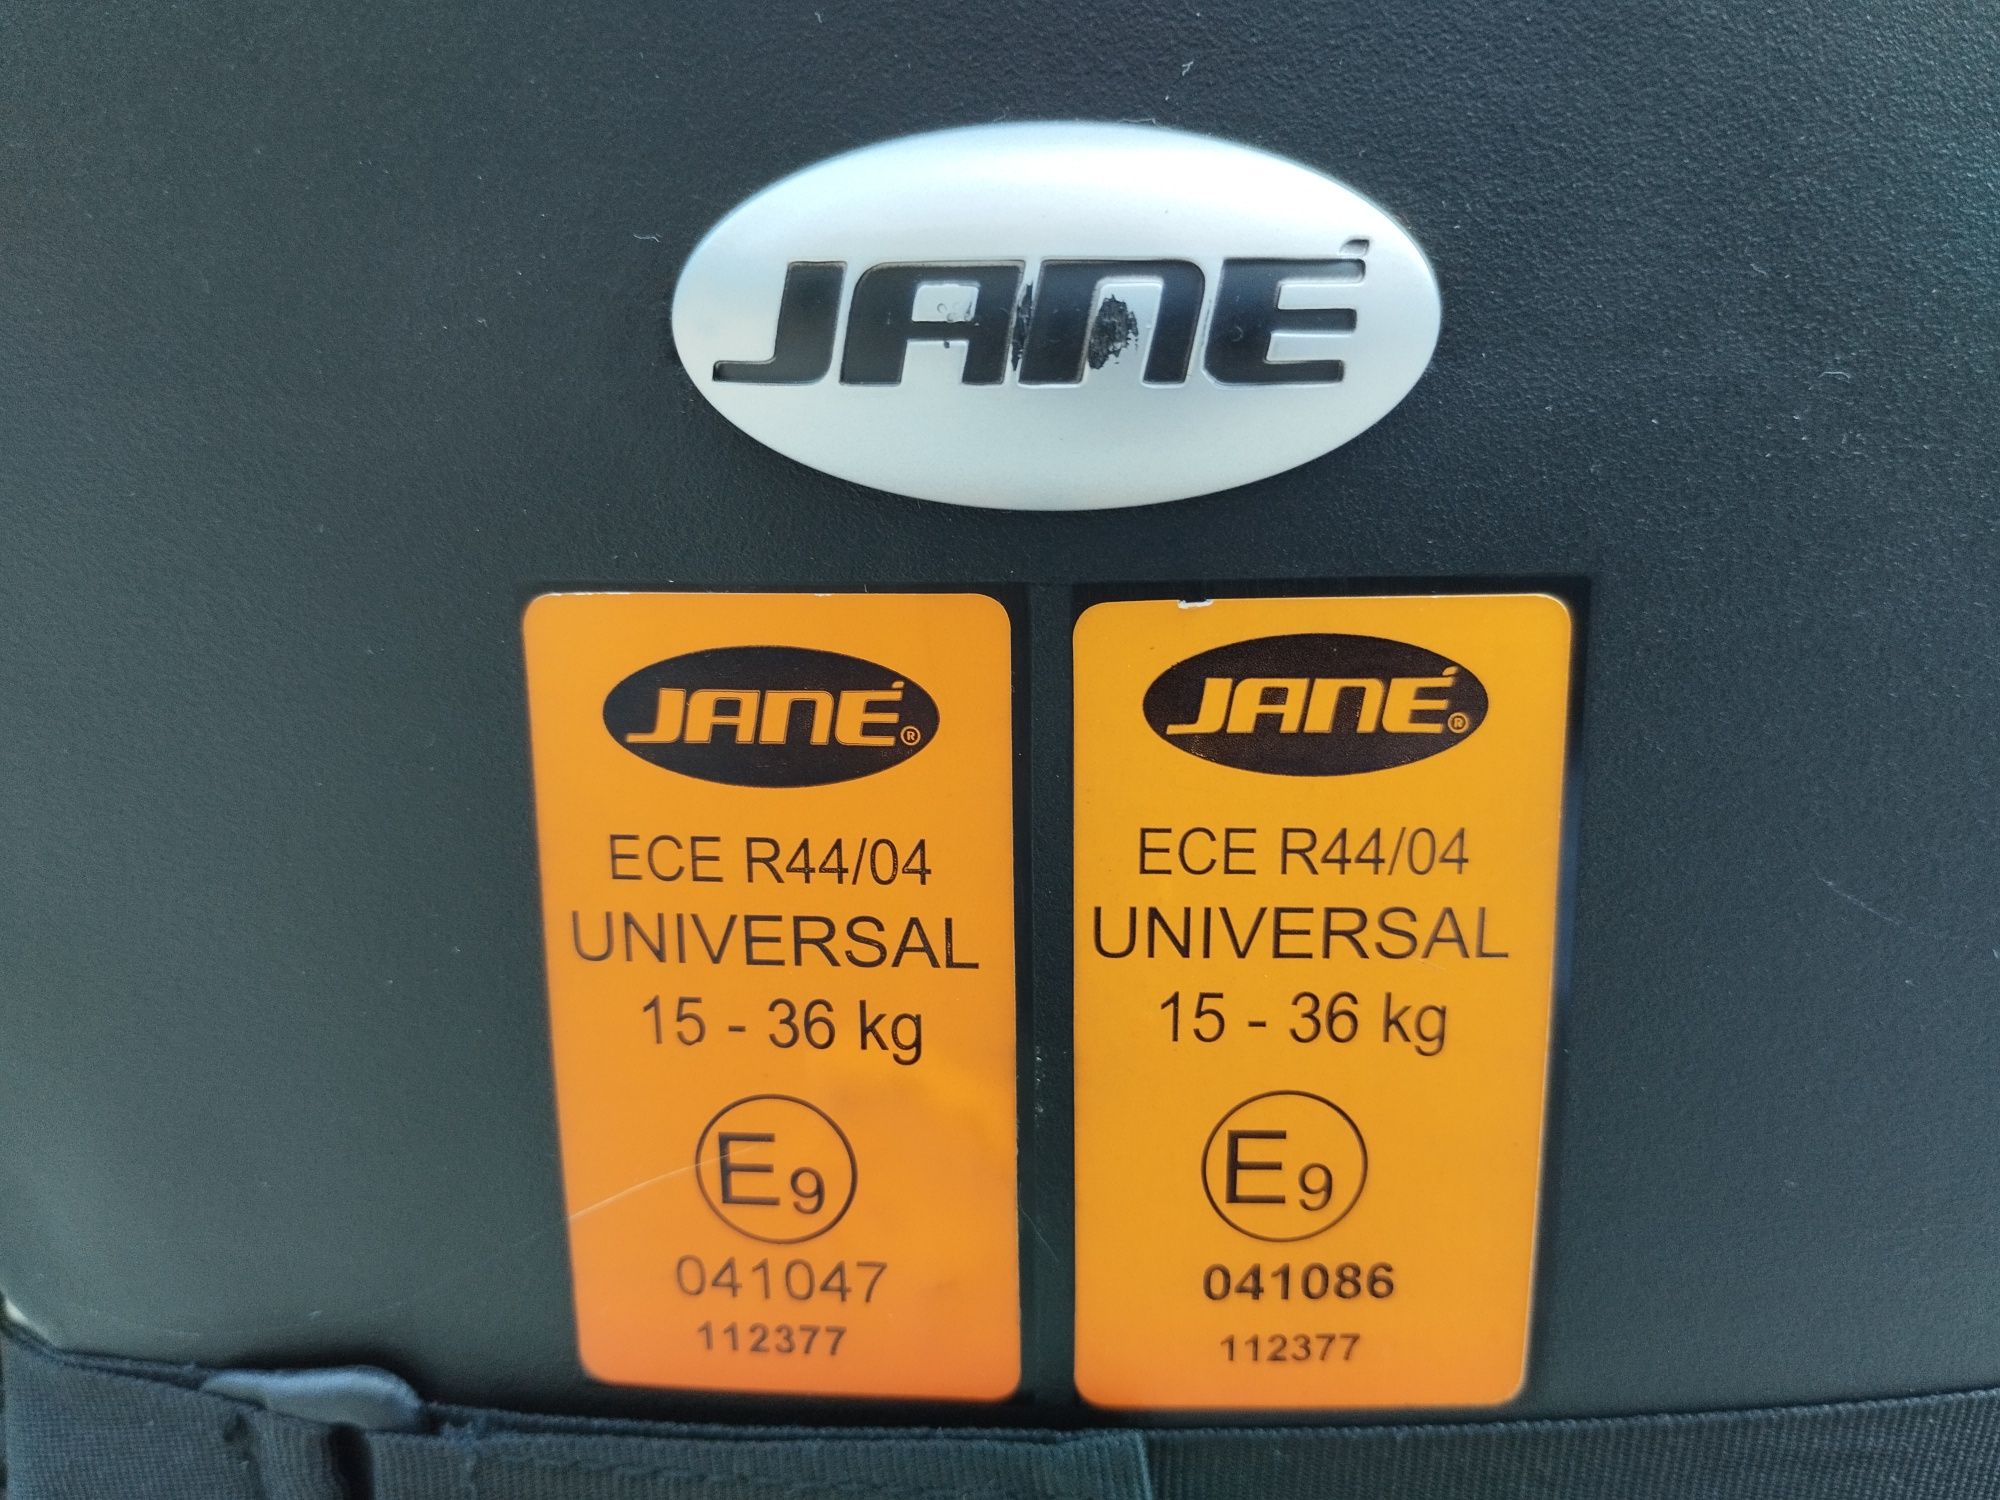 JANÉ
JANÉ®
ECE R44/04
UNIVERSAL
15 - 36 kg
E9
041047
112377
JANÉ®
ECE R44/04
UNIVERSAL
15 - 36 kg
E9
041086
112377